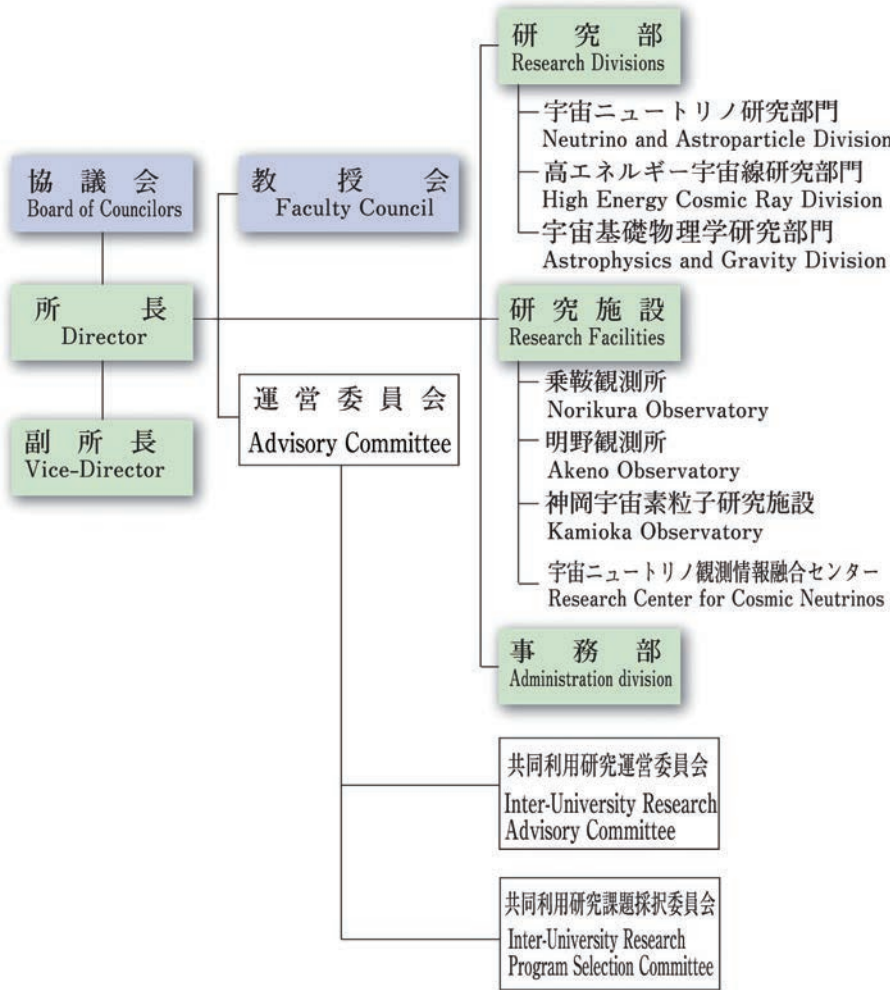 協議会
Board of Councilors
所長
Director
副所長
Vice-Director
教授会
Faculty Council
運営委員会
Advisory Committee
研究部
Research Divisions
宇宙ニュートリノ研究部門
Neutrino and Astroparticle Division
高エネルギー宇宙線研究部門
High Energy Cosmic Ray Division
宇宙基礎物理学研究部門
Astrophysics and Gravity Division
研究施設
Research Facilities
乗鞍観測所
Norikura Observatory
明野観測所
Akeno Observatory
神岡宇宙素粒子研究施設
Kamioka Observatory
宇宙ニュートリノ観測情報融合センター
Research Center for Cosmic Neutrinos
事務部
Administration division
共同利用研究運営委員会
Inter-University Research
Advisory Committee
共同利用研究課題採択委員会
Inter-University Research
Program Selection Committee